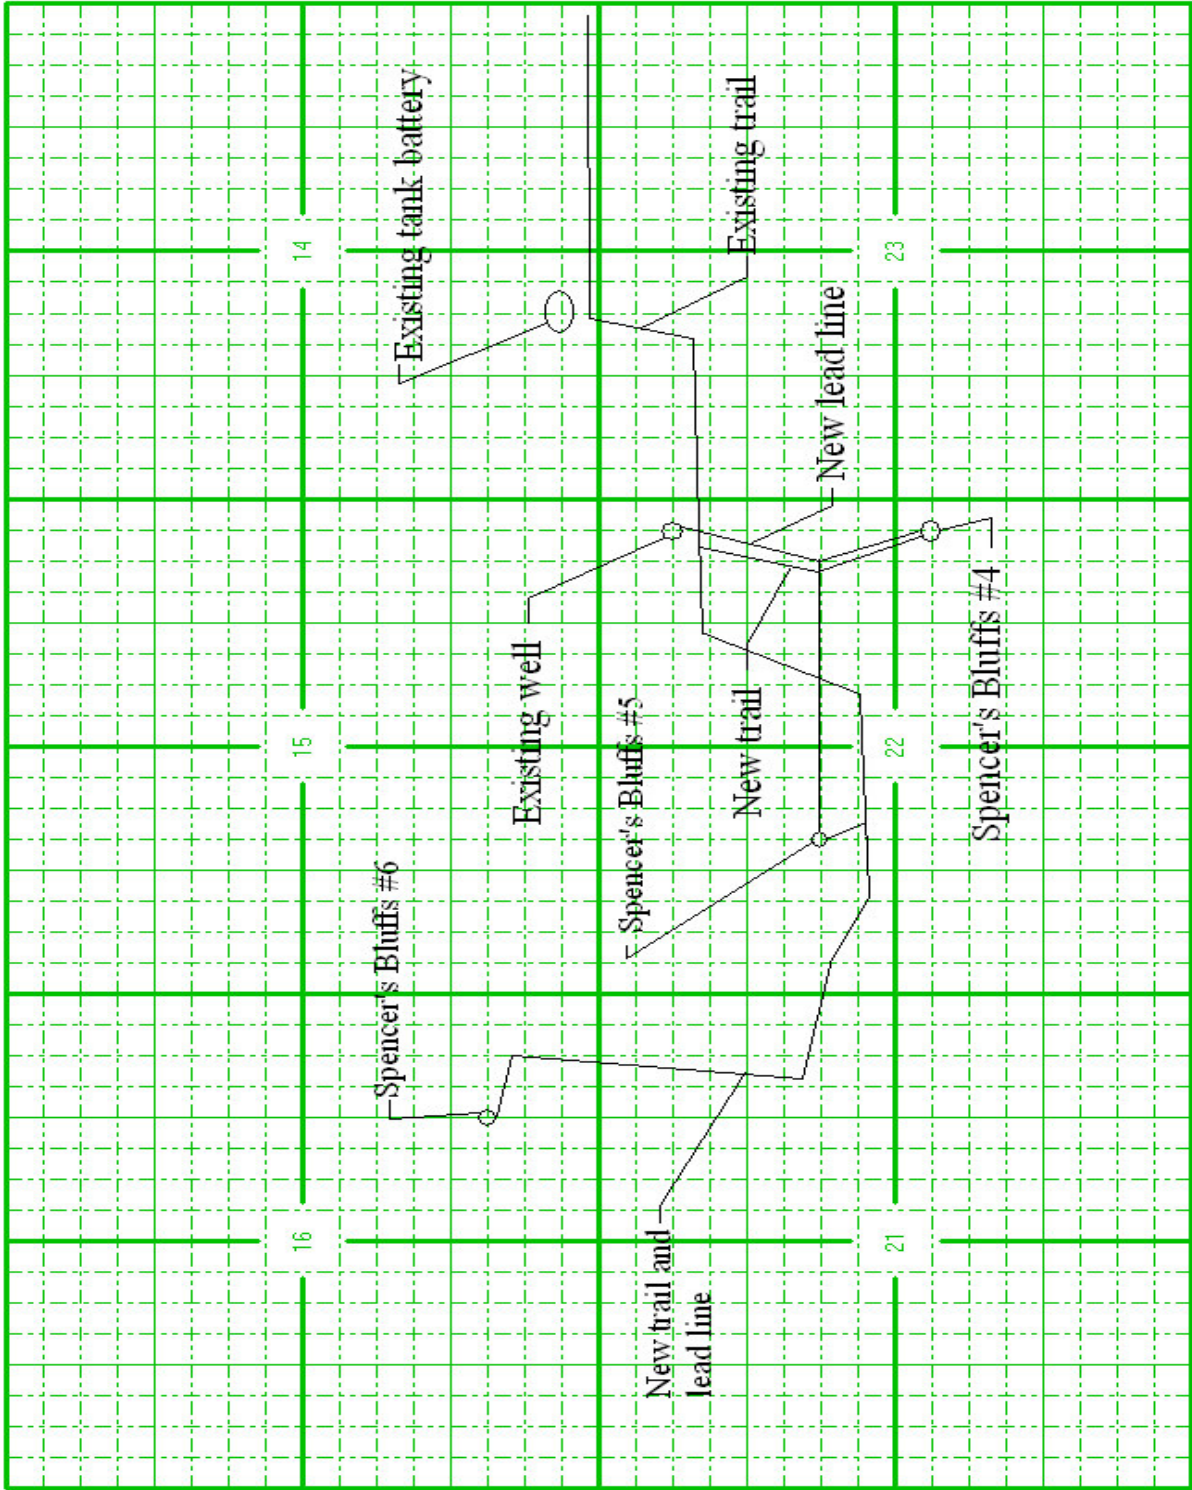 16
15
14
Spencer's Bluffs #6
Existing tank battery
Existing well
Spencer's Bluffs #5
New trail and
lead line
New trail
Existing trail
New lead line
21
22
23
Spencer's Bluffs #4